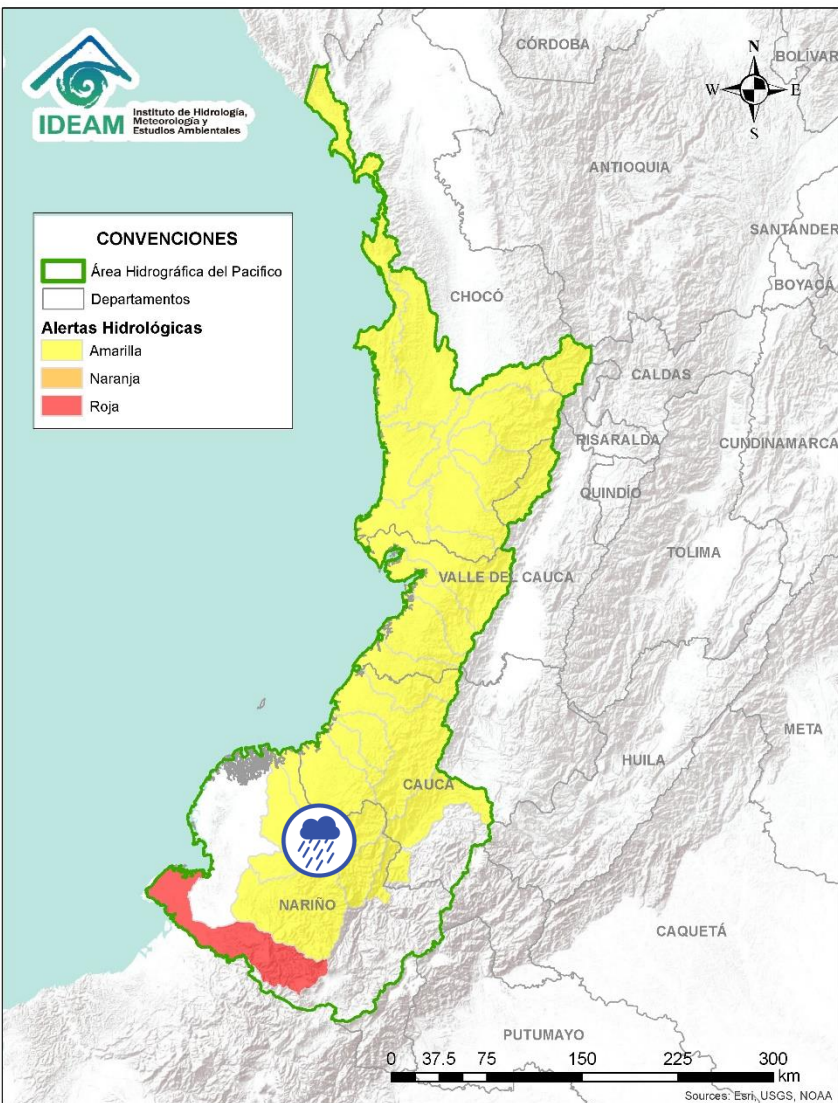 IDEAM
Instituto de Hidrología,
Meteorología y
Estudios Ambientales
N
W
E
S
CONVENCIONES
Área Hidrográfica del Pacifico
Departamentos
Alertas Hidrológicas
Amarilla
Naranja
Roja
CÓRDOBA
BOLÍVAR
ANTIOQUIA
SANTANDER
BOYACÁ
CHOCÓ
CALDAS
RISARALDA
CUNDINAMARCA
QUINDÍO
TOLIMA
VALLE DEL CAUCA
META
HUILA
CAUCA
NARIÑO
CAQUETÁ
PUTUMAYO
0 37.5 75 150 225 300
km
Sources: Esri, USGS, NOAA